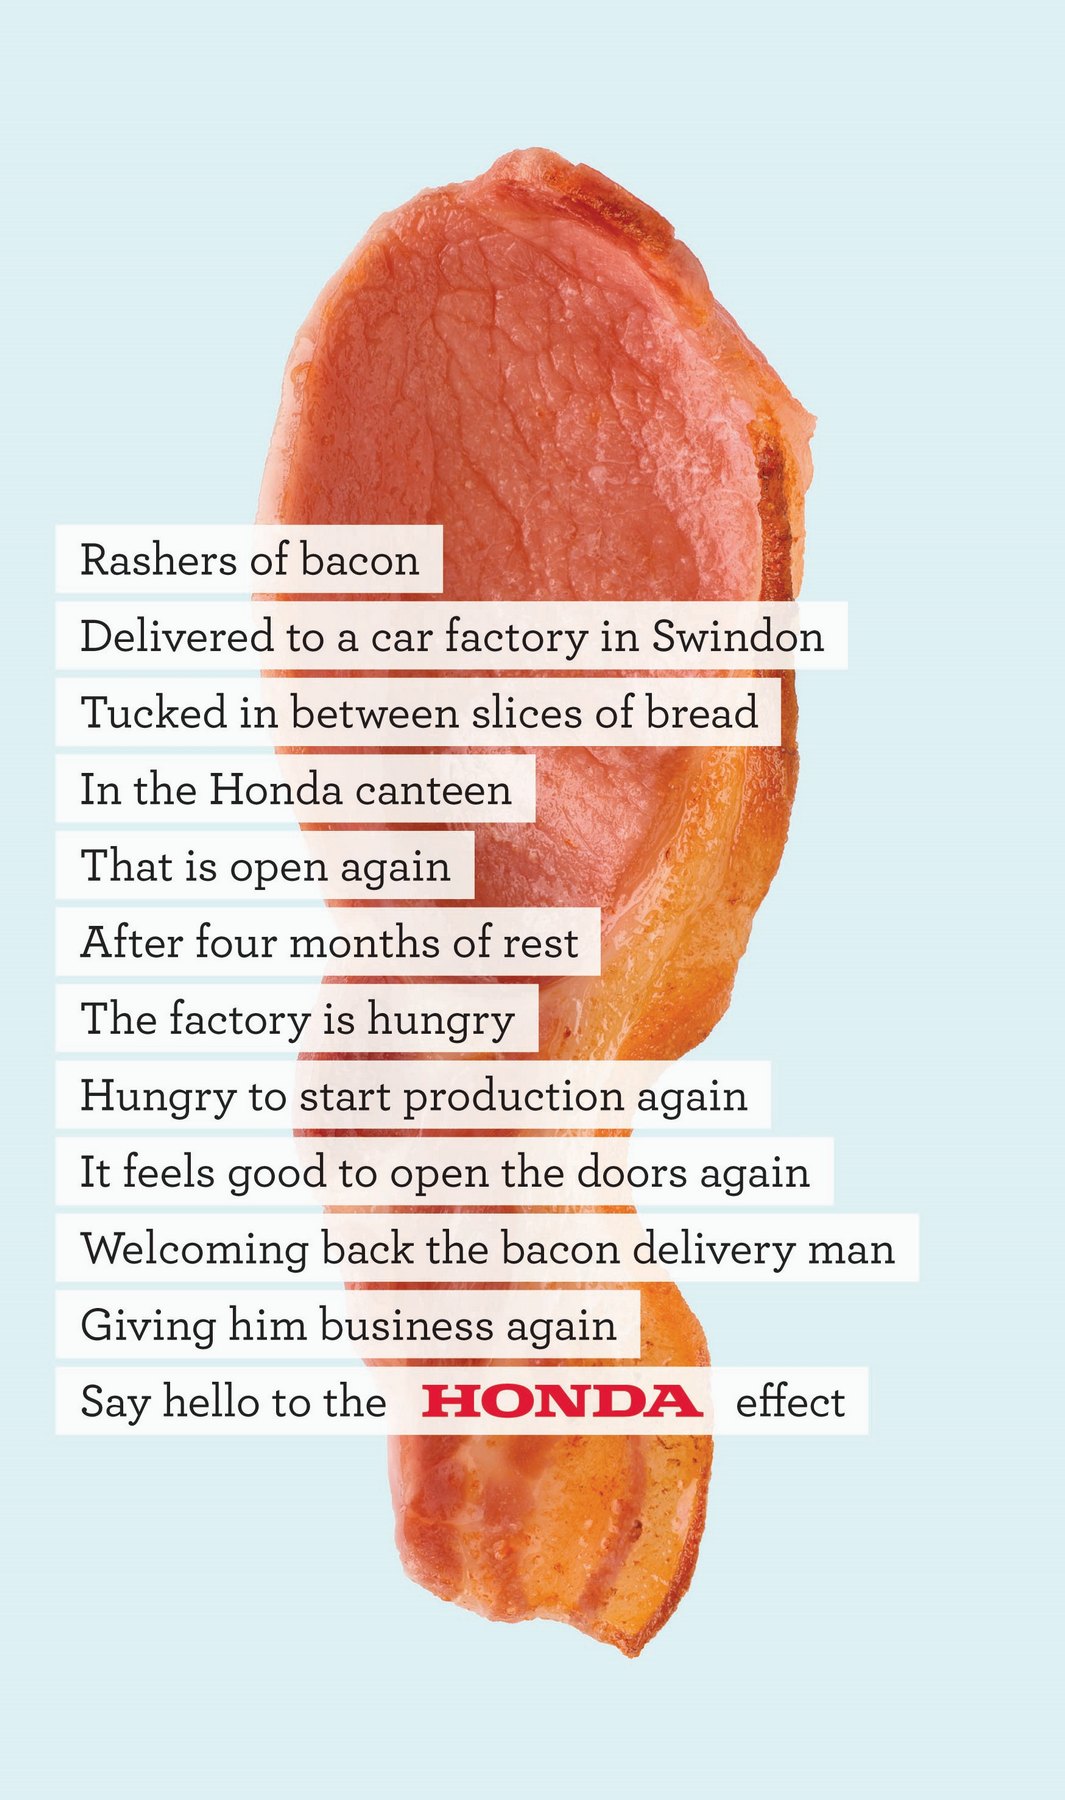 Rashers of bacon
Delivered to a car factory in Swindon
Tucked in between slices of bread
In the Honda canteen
That is open again
After four months of rest
The factory is hungry
Hungry to start production again
It feels good to open the doors again
Welcoming back the bacon delivery man
Giving him business again
Say hello to the HONDA effect